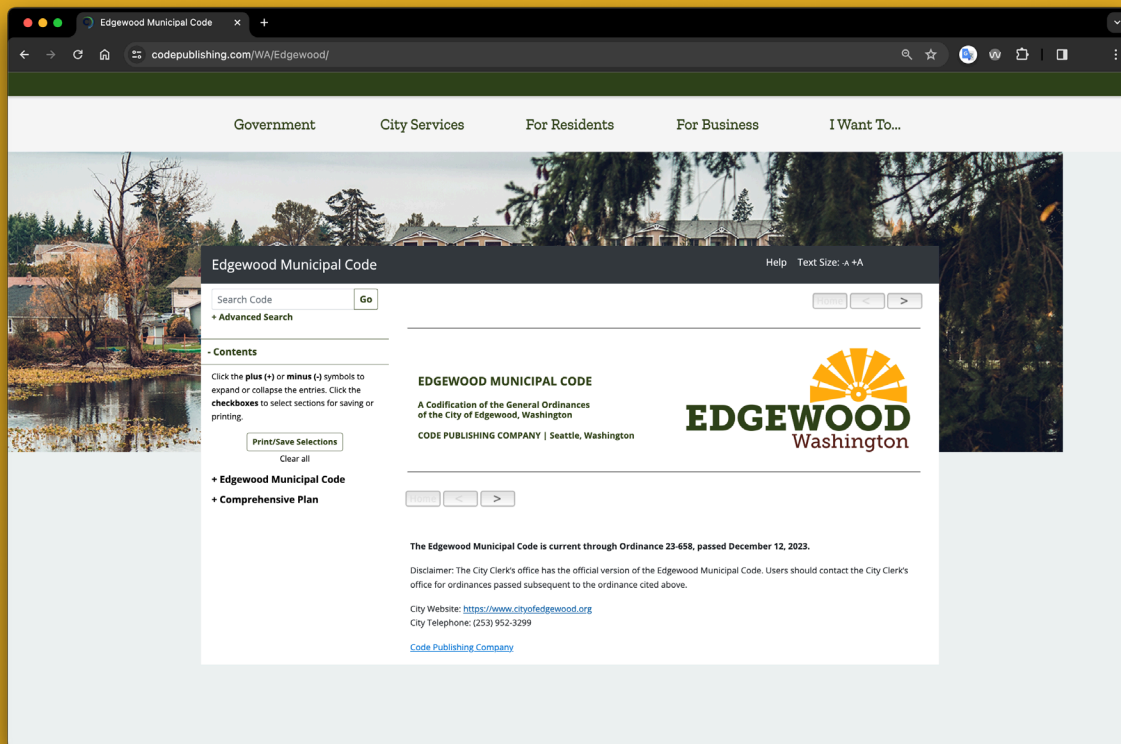 Edgewood Municipal Code
codepublishing.com/WA/Edgewood/
Government City Services For Residents For Business I Want To...
Edgewood Municipal Code
Help Text Size: -A +A
Search Code Go
+ Advanced Search
Home < >
- Contents
Click the plus (+) or minus (-) symbols to
expand or collapse the entries. Click the
checkboxes to select sections for saving or
printing.
Print/Save Selections
Clear all
+ Edgewood Municipal Code
+ Comprehensive Plan
EDGEWOOD MUNICIPAL CODE
A Codification of the General Ordinances
of the City of Edgewood, Washington
CODE PUBLISHING COMPANY | Seattle, Washington
EDGEWOOD
Washington
Home < >
The Edgewood Municipal Code is current through Ordinance 23-658, passed December 12, 2023.
Disclaimer: The City Clerk's office has the official version of the Edgewood Municipal Code. Users should contact the City Clerk's
office for ordinances passed subsequent to the ordinance cited above.
City Website: https://www.cityofedgewood.org
City Telephone: (253) 952-3299
Code Publishing Company